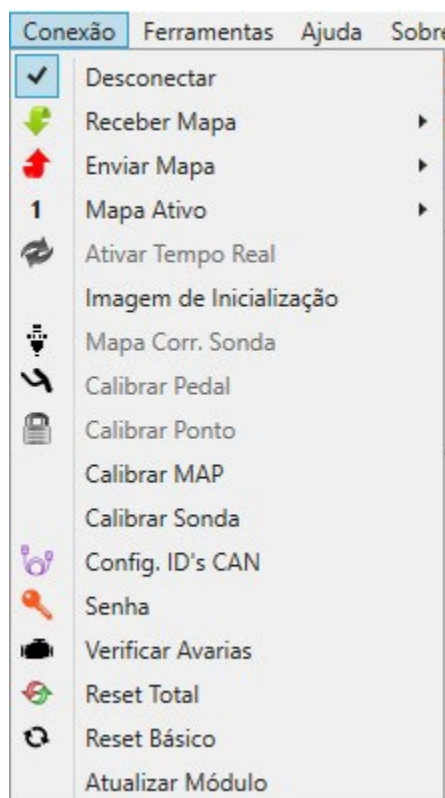 Conexão Ferramentas Ajuda Sobre
Desconectar
Receber Mapa
Enviar Mapa
1 Mapa Ativo
Ativar Tempo Real
Imagem de Inicialização
Mapa Corr. Sonda
Calibrar Pedal
Calibrar Ponto
Calibrar MAP
Calibrar Sonda
Config. ID's CAN
Senha
Verificar Avarias
Reset Total
Reset Básico
Atualizar Módulo